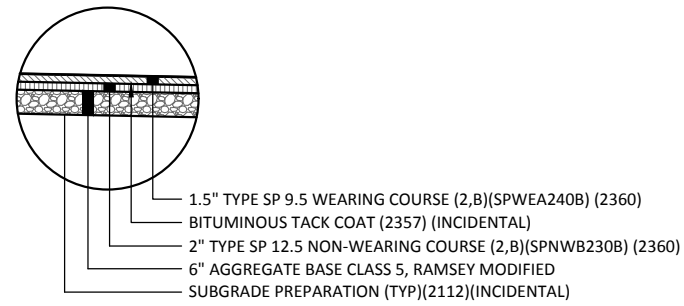 1.5" TYPE SP 9.5 WEARING COURSE (2,B)(SPWEA240B) (2360)
BITUMINOUS TACK COAT (2357) (INCIDENTAL)
2" TYPE SP 12.5 NON-WEARING COURSE (2,B)(SPNWB230B) (2360)
6" AGGREGATE BASE CLASS 5, RAMSEY MODIFIED
SUBGRADE PREPARATION (TYP)(2112)(INCIDENTAL)